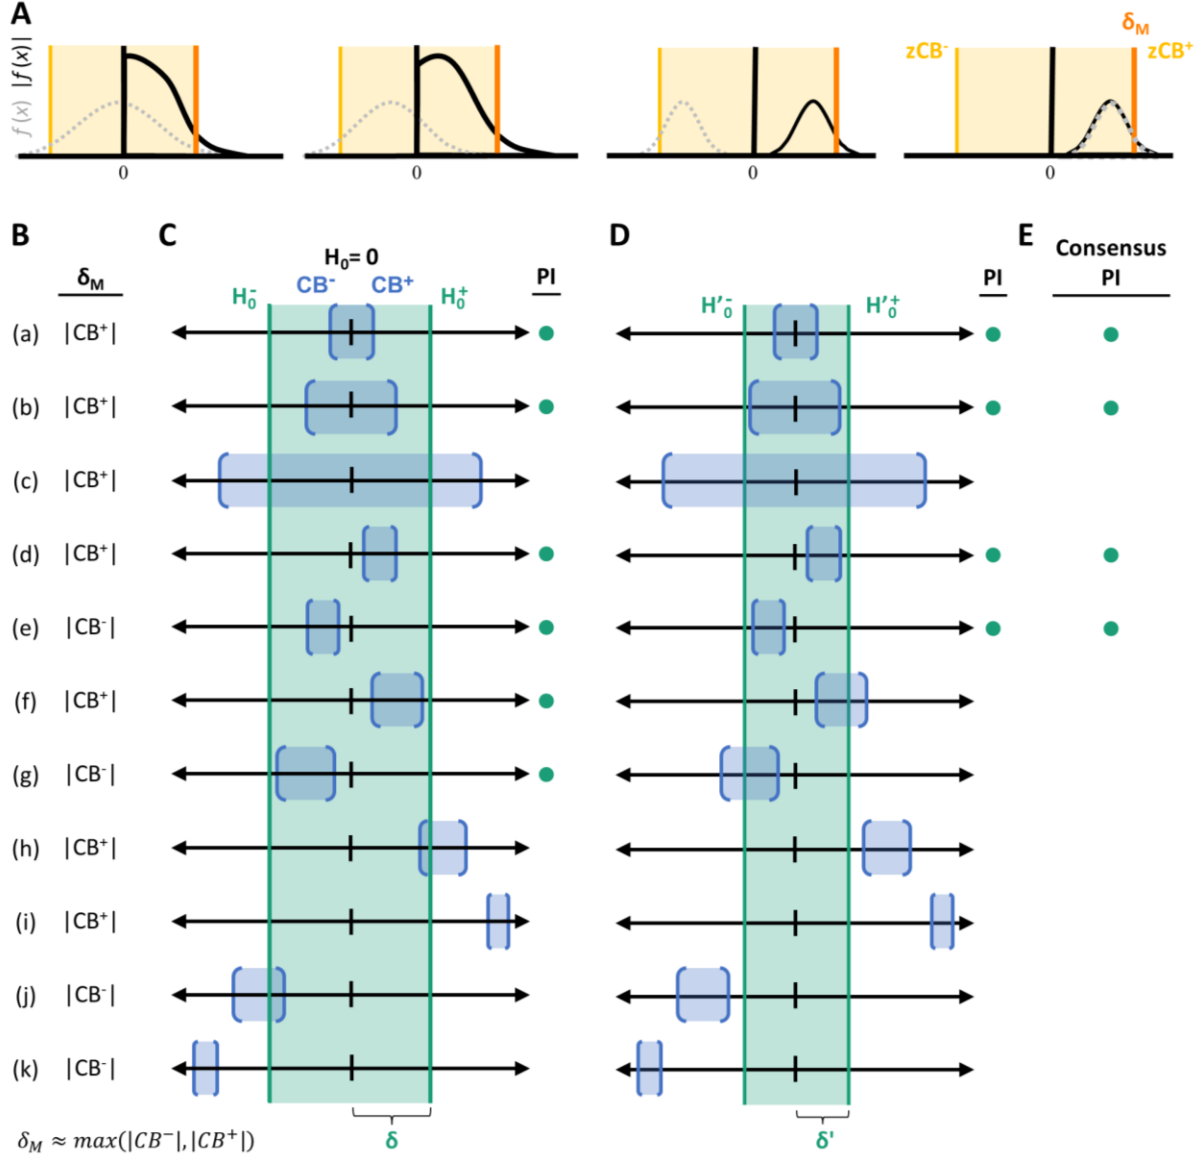 A
f(x) |f(x)|
δM
zCB- zCB+
0 0 0 0
B C D E
H0= 0 Consensus
δM CB- CB+ PI PI PI
H0- H0+ H'0- H'0+
(a) |CB+|
(b) |CB+|
(c) |CB+|
(d) |CB+|
(e) |CB-|
(f) |CB+|
(g) |CB-|
(h) |CB+|
(i) |CB+|
(j) |CB-|
(k) |CB-|
δM ≈ max(|CB−|, |CB+|) δ δ'